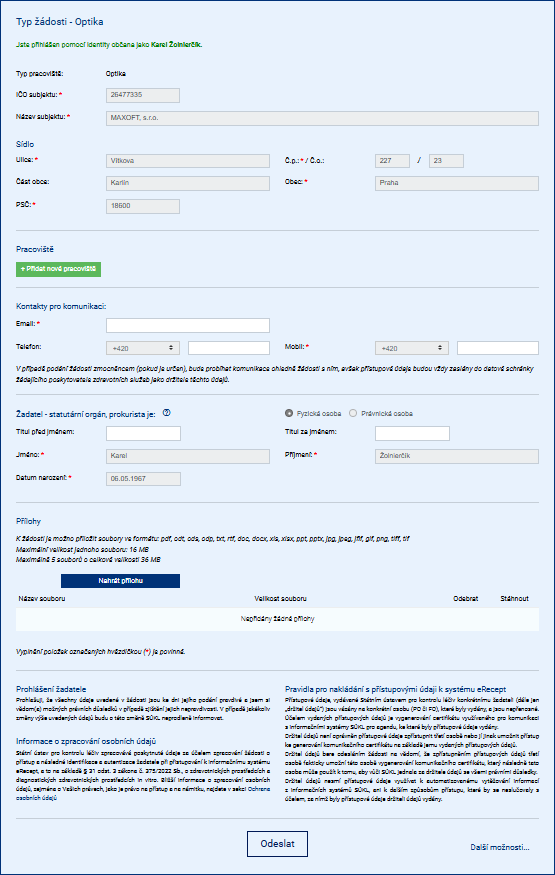 Typ žádosti - Optika
Jste přihlášen pomocí Identity občana jako Karel Žolnierčík.
Typ pracoviště: Optika
IČO subjektu: * 26477335
Název subjektu: * MAXOFT, s.r.o.
Sídlo
Ulice: * Vítkova Č.p.: * / Č.o.: 227 / 23
Část obce: Karlín Obec: * Praha
PSČ: * 18600
Pracoviště
+ Přidat nové pracoviště
Kontakty pro komunikaci:
Email: *
Telefon: +420 Mobil: * +420
V případě podání žádosti zmocněncem (pokud je určen), bude probíhat komunikace ohledně žádosti s ním, avšak přístupové údaje budou vždy zaslány do datové schránky
žádajícího poskytovatele zdravotních služeb jako držitele těchto údajů.
Žadatel - statutární orgán, prokurista je: Fyzická osoba Právnická osoba
Titul před jménem: Titul za jménem:
Jméno: * Karel Příjmení: * Žolnierčík
Datum narození: * 06.05.1967
Přílohy
K žádosti je možno přiložit soubory ve formátu: pdf, odt, ods, odp, txt, rtf, doc, docx, xls, xlsx, ppt, pptx, jpg, jpeg, jfif, gif, png, tiff, tif
Maximální velikost jednoho souboru: 16 MB
Maximálně 5 souborů o celkové velikosti 36 MB
Nahrát přílohu
Název souboru Velikost souboru Odebrat Stáhnout
Nepřidány žádné přílohy
Vyplnění položek označených hvězdičkou (*) je povinné.
Prohlášení žadatele
Prohlašuji, že všechny údaje uvedené v žádosti jsou ke dni jejího podání pravdivé a jsem si
vědom(a) možných právních důsledků v případě zjištění jejich nepravdivosti. V případě jakékoliv
změny výše uvedených údajů budu o této změně SÚKL neprodleně informovat.
Informace o zpracování osobních údajů
Státní ústav pro kontrolu léčiv zpracovává poskytnuté údaje za účelem zpracování žádosti o
přístup a následné identifikace a autentizace žadatele při přistupování k informačnímu systému
eRecept, a to na základě § 31 odst. 3 zákona č. 375/2022 Sb., o zdravotnických prostředcích a
diagnostických zdravotnických prostředcích in vitro. Bližší informace o zpracování osobních
údajů, zejména o Vašich právech, jako je právo na přístup a na námitku, najdete v sekci Ochrana
osobních údajů
Pravidla pro nakládání s přístupovými údaji k systému eRecept
Přístupové údaje, vydávané Státním ústavem pro kontrolu léčiv konkrétnímu žadateli (dále jen
„držitel údajů") jsou vázány na konkrétní osobu (PO či FO), které byly vydány, a jsou nepřenosné.
Účelem vydaných přístupových údajů je vygenerování certifikátu využívaného pro komunikaci
s informačními systémy SÚKL pro agendu, ke které byly přístupové údaje vydány.
Držitel údajů není oprávněn přístupové údaje zpřístupnit třetí osobě nebo jí jinak umožnit přístup
ke generování komunikačního certifikátu na základě jemu vydaných přístupových údajů.
Držitel údajů bere odesláním žádosti na vědomí, že zpřístupněním přístupových údajů třetí
osobě fakticky umožní této osobě vygenerování komunikačního certifikátu, který následně tato
osoba může použít k tomu, aby vůči SÚKL jednala za držitele údajů se všemi právními důsledky.
Držitel údajů nesmí přístupové údaje využívat k automatizovanému vytěžování informací
z informačních systémů SÚKL, ani k dalším způsobům přístupu, které by se neslučovaly s
účelem, za nímž byly přístupové údaje držiteli údajů vydány.
Odeslat
Další možnosti...